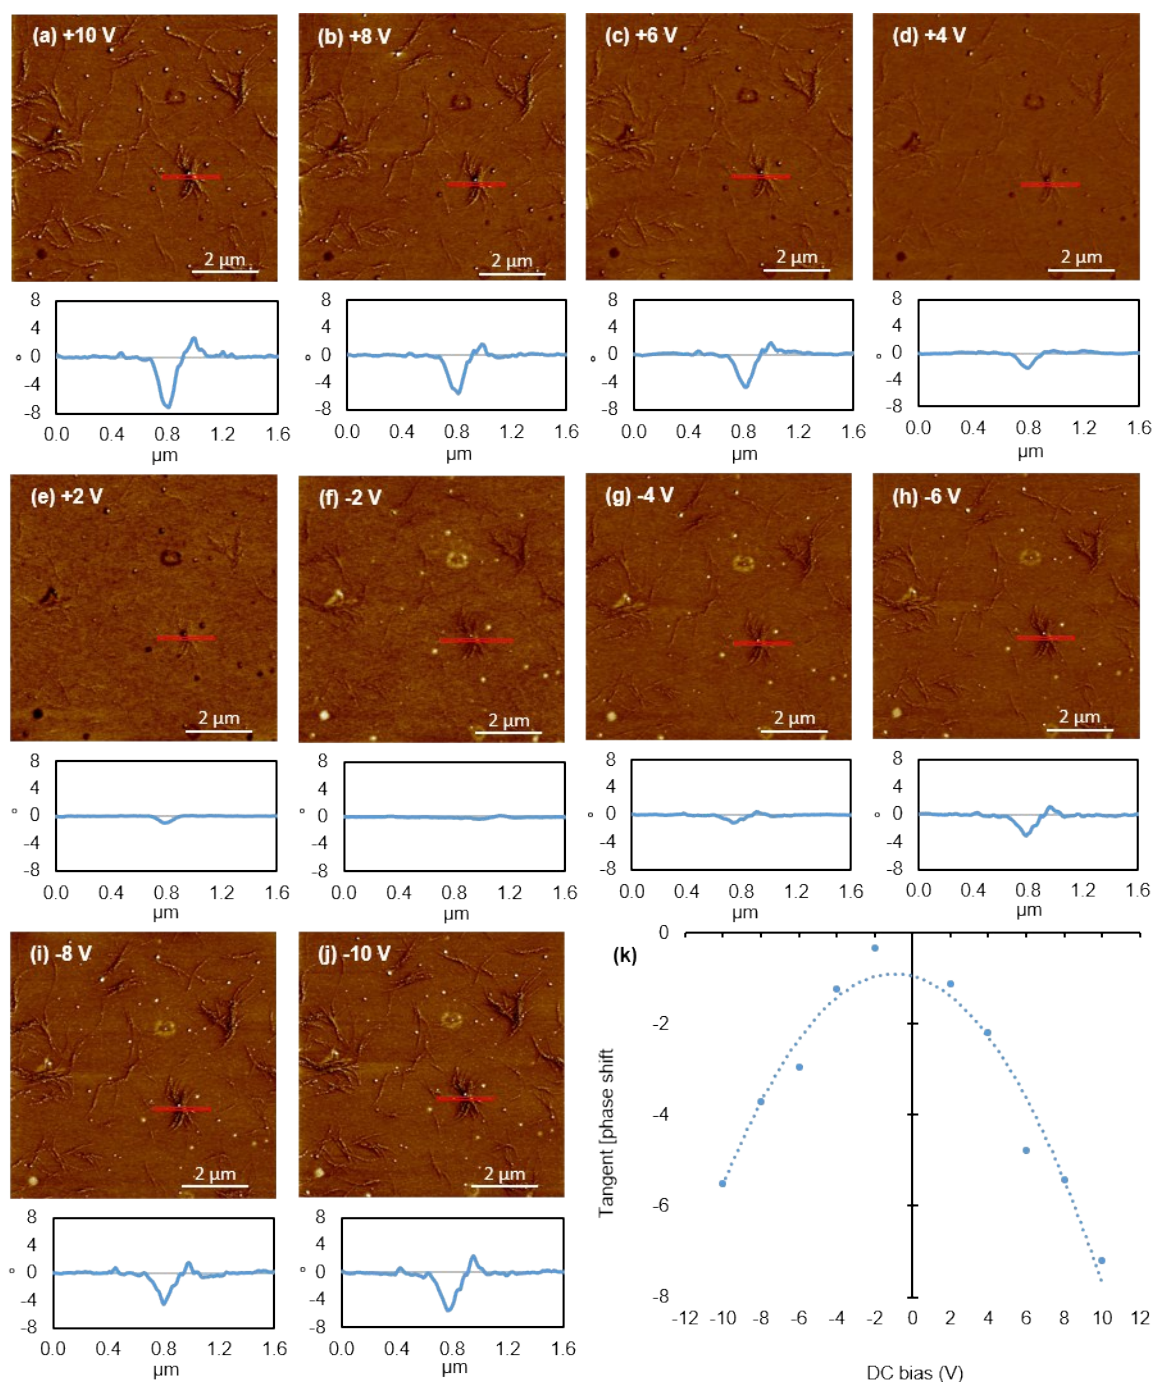 (a) +10 V
(b) +8 V
(c) +6 V
(d) +4 V
2 µm
2 µm
2 µm
2 µm
8
4
0
-4
-8
°
0.0 0.4 0.8 1.2 1.6
µm
8
4
0
-4
-8
°
0.0 0.4 0.8 1.2 1.6
µm
8
4
0
-4
-8
°
0.0 0.4 0.8 1.2 1.6
µm
8
4
0
-4
-8
°
0.0 0.4 0.8 1.2 1.6
µm
(e) +2 V
(f) -2 V
(g) -4 V
(h) -6 V
2 µm
2 µm
2 µm
2 µm
8
4
0
-4
-8
°
0.0 0.4 0.8 1.2 1.6
µm
8
4
0
-4
-8
°
0.0 0.4 0.8 1.2 1.6
µm
8
4
0
-4
-8
°
0.0 0.4 0.8 1.2 1.6
µm
8
4
0
-4
-8
°
0.0 0.4 0.8 1.2 1.6
µm
(i) -8 V
(j) -10 V
2 µm
2 µm
8
4
0
-4
-8
°
0.0 0.4 0.8 1.2 1.6
µm
8
4
0
-4
-8
°
0.0 0.4 0.8 1.2 1.6
µm
(k)
0
-2
-4
-6
-8
Tangent [phase shift
-12 -10 -8 -6 -4 -2 0 2 4 6 8 10 12
DC bias (V)